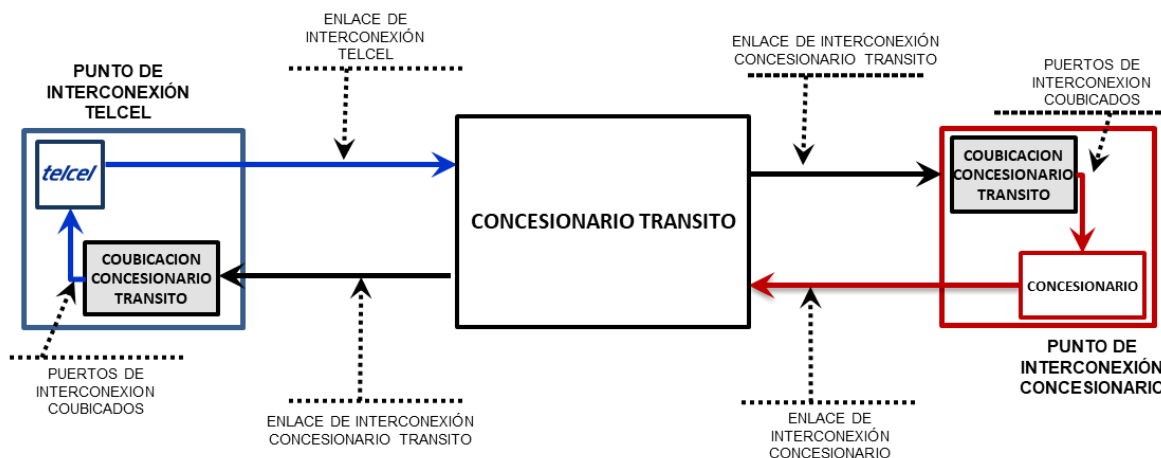 ENLACE DE
INTERCONEXIÓN
TELCEL
ENLACE DE INTERCONEXIÓN
CONCESIONARIO TRANSITO
PUERTOS DE
INTERCONEXION
COUBICADOS
PUNTO DE
INTERCONEXIÓN
TELCEL
telcel
COUBICACION
CONCESIONARIO
TRANSITO
CONCESIONARIO TRANSITO
COUBICACION
CONCESIONARIO
TRANSITO
CONCESIONARIO
PUERTOS DE
INTERCONEXION
COUBICADOS
ENLACE DE INTERCONEXIÓN
CONCESIONARIO TRANSITO
ENLACE DE
INTERCONEXIÓN
CONCESIONARIO
PUNTO DE
INTERCONEXIÓN
CONCESIONARIO